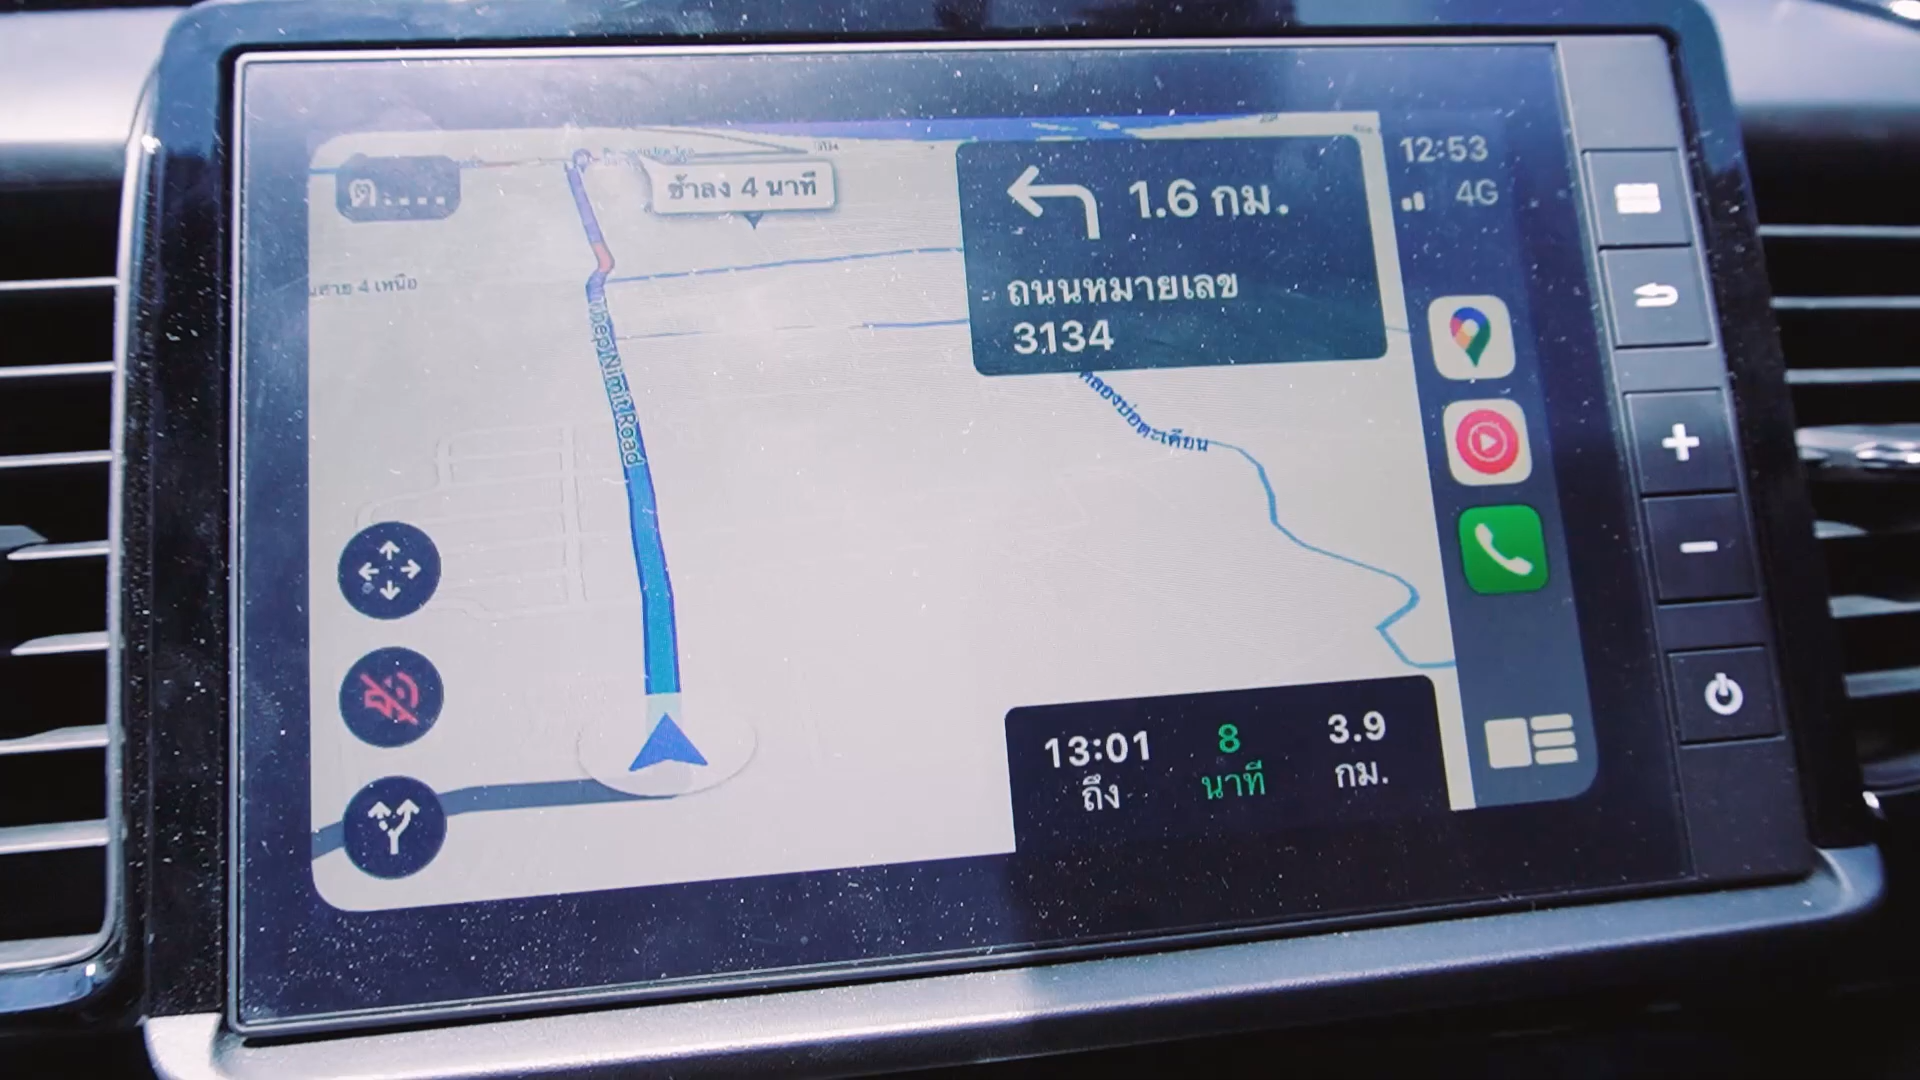 ต....
ช้าลง 4 นาที
1.6 กม.
ถนนหมายเลข
3134
12:53
4G
สาย 4 เหนือ
Thep Nimit Road
คลองบ่อตะเคียน
13:01
ถึง
8
นาที
3.9
กม.